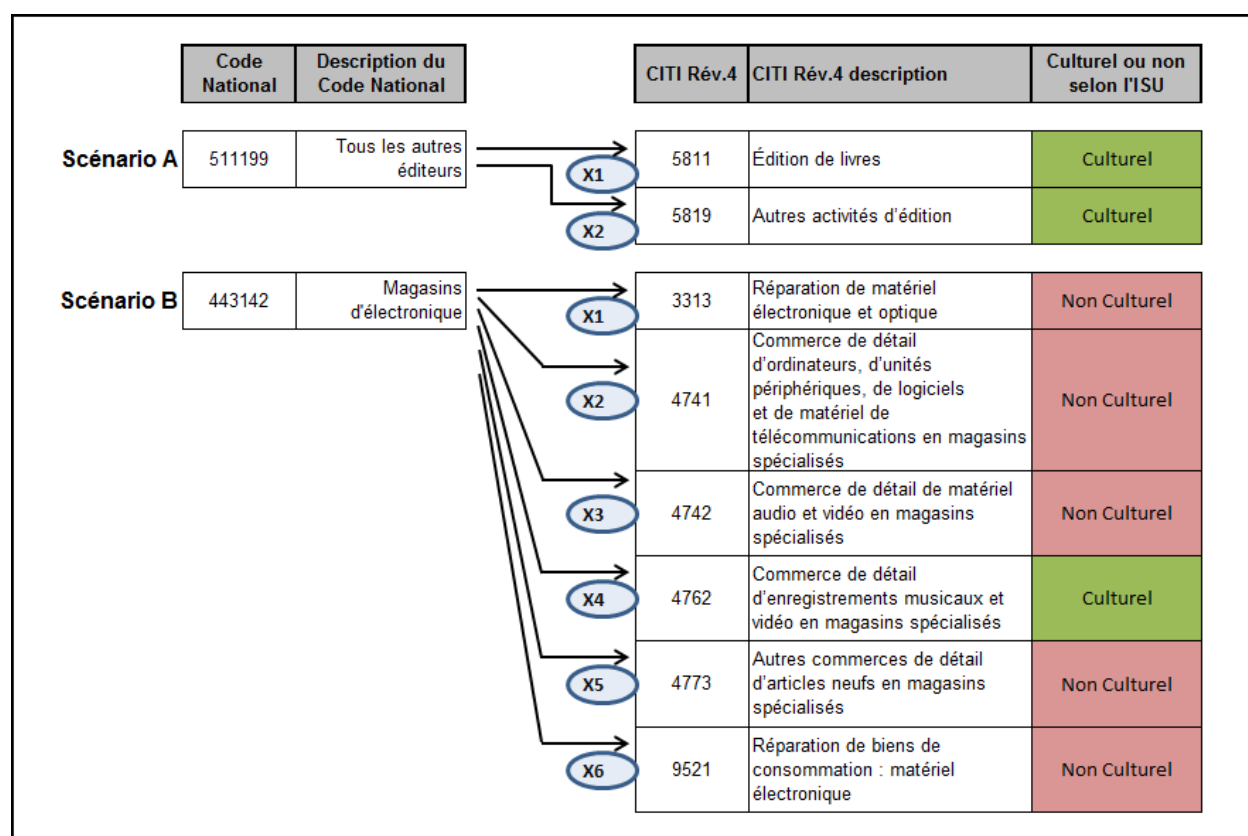 Code
National
Description du
Code National
CITI Rév.4
CITI Rév.4 description
Culturel ou non
selon l'ISU
Scénario A
511199
Tous les autres
éditeurs
X1
5811
Édition de livres
Culturel
X2
5819
Autres activités d’édition
Culturel
Scénario B
443142
Magasins
d'électronique
X1
3313
Réparation de matériel
électronique et optique
Non Culturel
X2
4741
Commerce de détail
d’ordinateurs, d’unités
périphériques, de logiciels
et de matériel de
télécommunications en magasins
spécialisés
Non Culturel
X3
4742
Commerce de détail de matériel
audio et vidéo en magasins
spécialisés
Non Culturel
X4
4762
Commerce de détail
d’enregistrements musicaux et
vidéo en magasins spécialisés
Culturel
X5
4773
Autres commerces de détail
d’articles neufs en magasins
spécialisés
Non Culturel
X6
9521
Réparation de biens de
consommation : matériel
électronique
Non Culturel